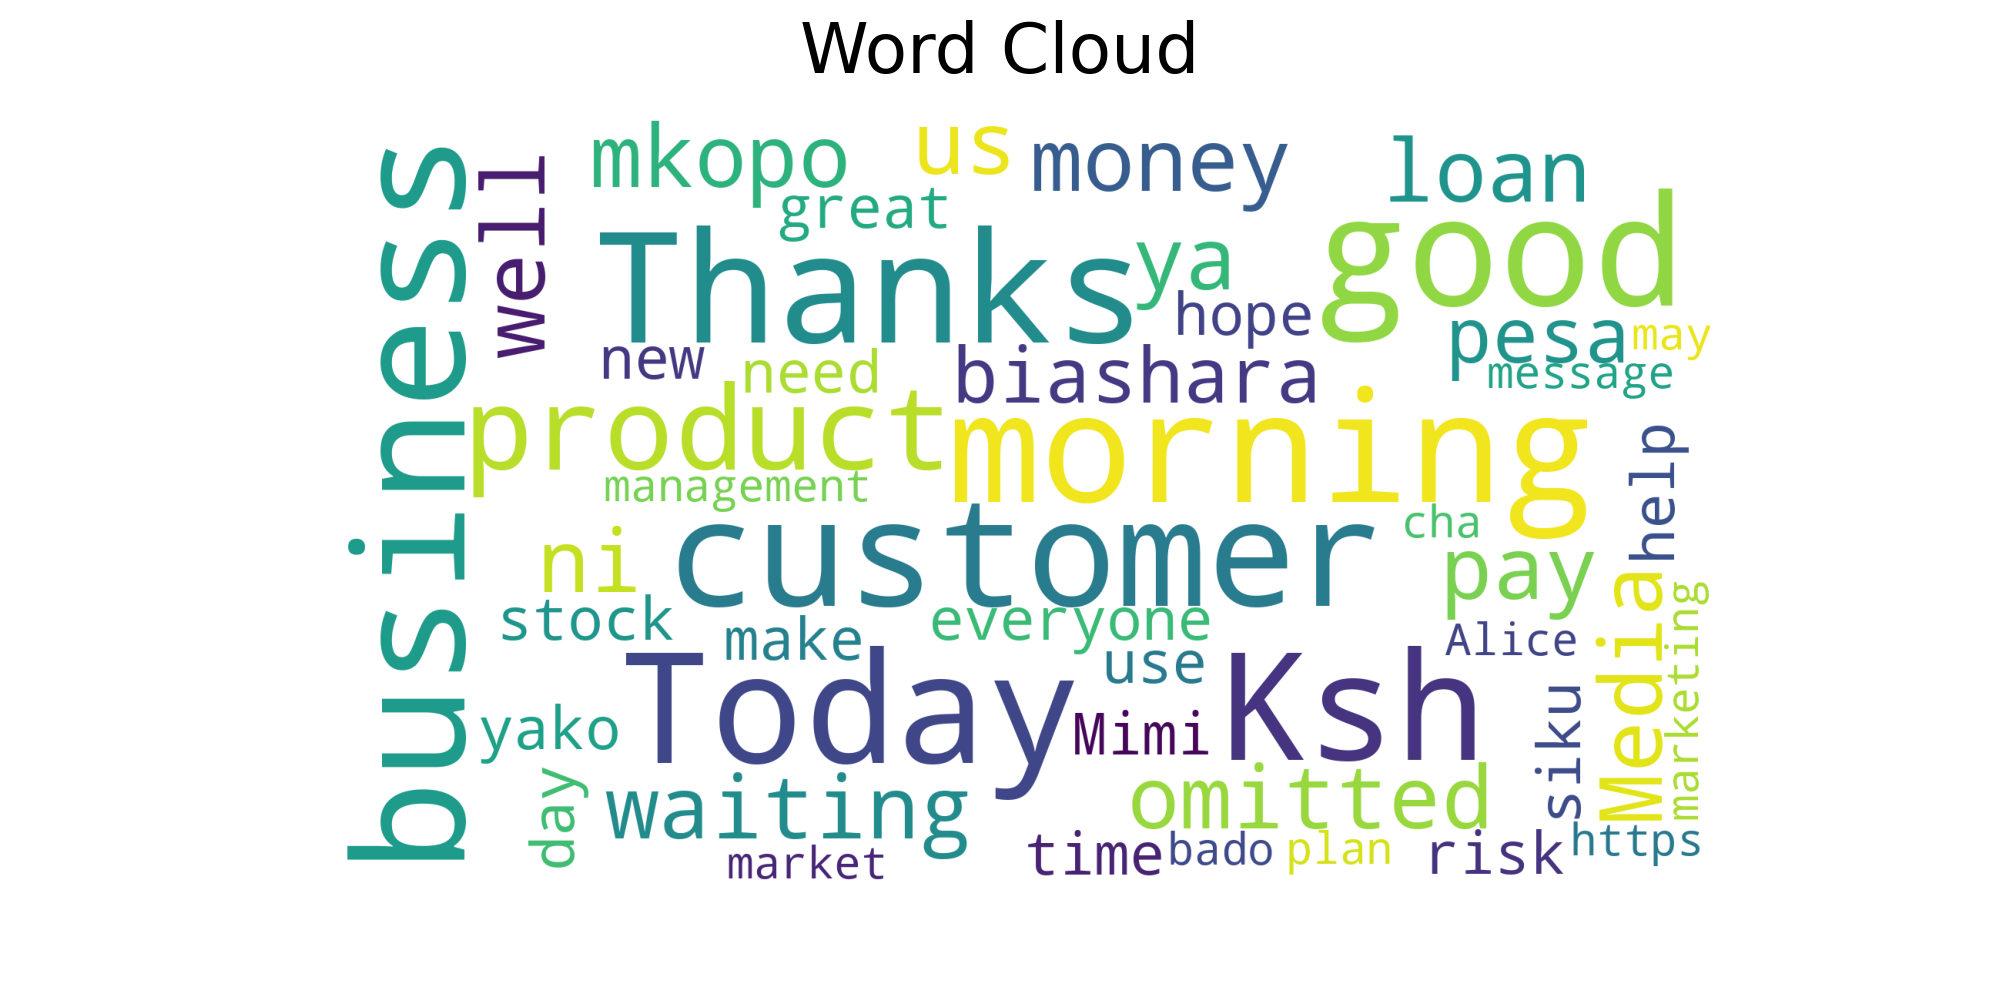 Word Cloud
business
well
mkopo
us
money
loan
great
Thanks
ya
good
hope
new
need
biashara
pesa
may
message
product
morning
management
help
customer
cha
ni
pay
stock
make
everyone
use
Alice
Media
marketing
yako
Today
Mimi
Ksh
siku
day
waiting
omitted
market
time
bado
plan
risk
https